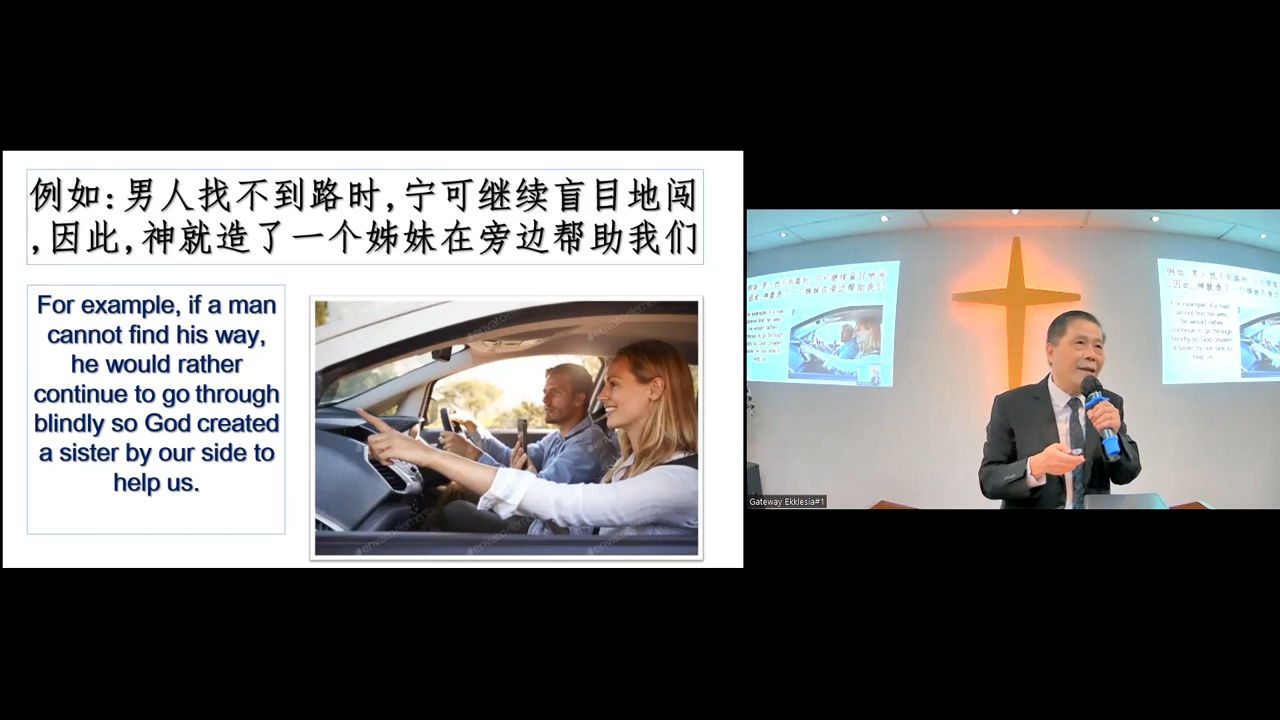 例如:男人找不到路时,宁可继续盲目地闯
,因此,神就造了一个姊妹在旁边帮助我们
For example, if a man
cannot find his way,
he would rather
continue to go through
blindly so God created
a sister by our side to
help us.
Gateway Ekklesia#1